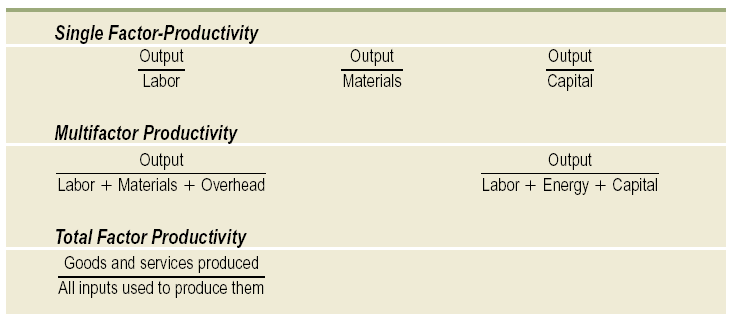 Single Factor-Productivity
Output Output Output
Labor Materials Capital
Multifactor Productivity
Output Output
Labor + Materials + Overhead Labor + Energy + Capital
Total Factor Productivity
Goods and services produced
All inputs used to produce them